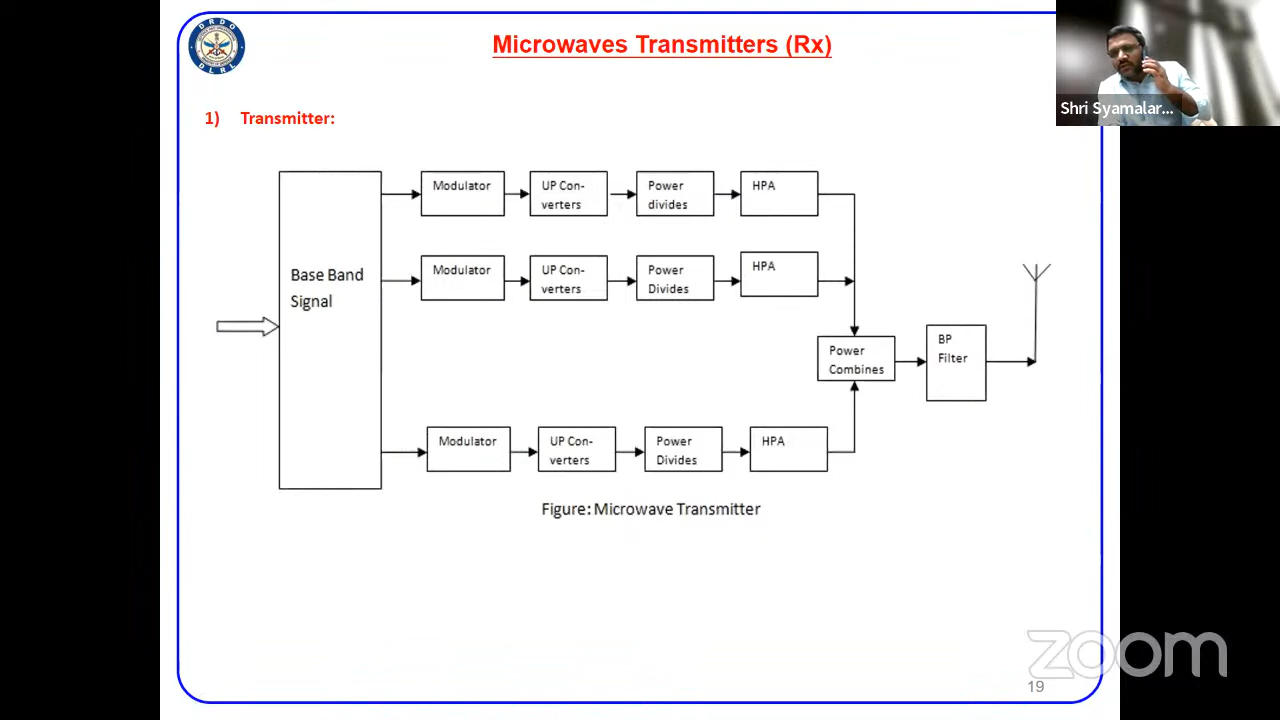 DRDO
DLRL
Microwaves Transmitters (Rx)
Shri Syamalar...
1) Transmitter:
Base Band
Signal
Modulator
UP Con-
verters
Power
divides
HPA
Modulator
UP Con-
verters
Power
Divides
HPA
Power
Combines
BP
Filter
Modulator
UP Con-
verters
Power
Divides
HPA
Figure: Microwave Transmitter
zoom
19